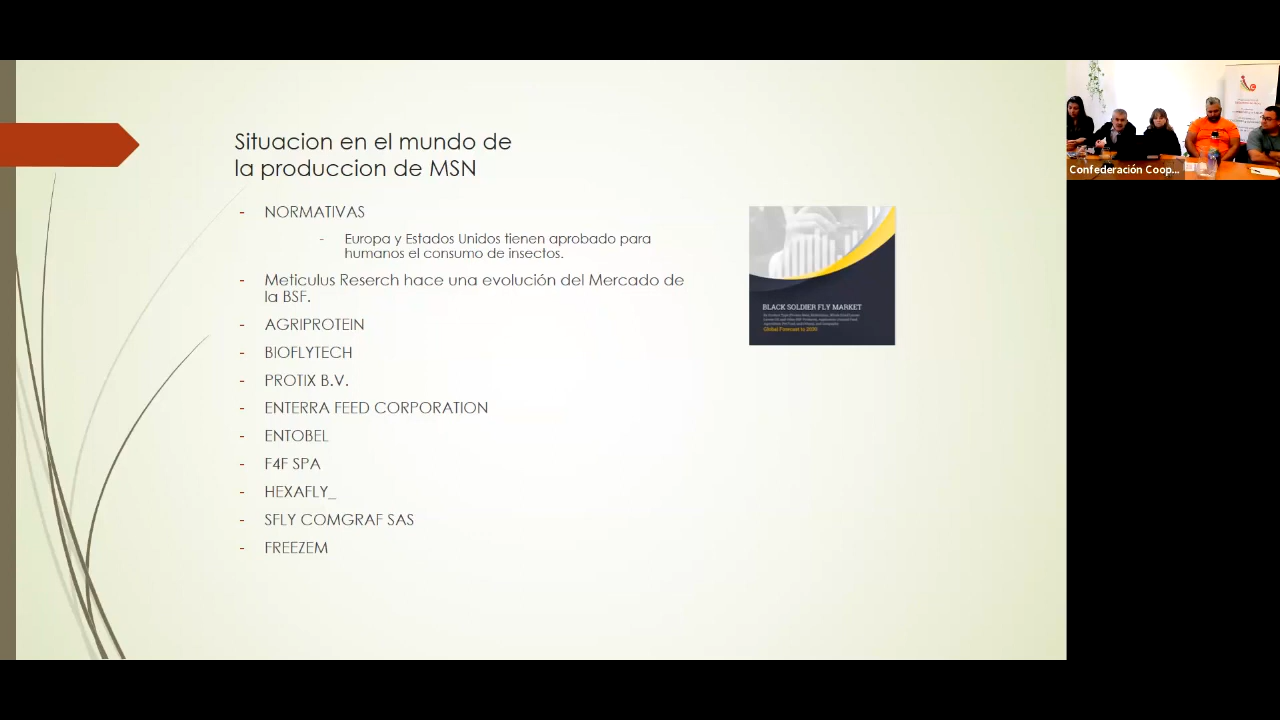 Situacion en el mundo de
la produccion de MSN
- NORMATIVAS
- Europa y Estados Unidos tienen aprobado para
humanos el consumo de insectos.
- Meticulus Reserch hace una evolución del Mercado de
la BSF.
- AGRIPROTEIN
- BIOFLYTECH
- PROTIX B.V.
- ENTERRA FEED CORPORATION
- ENTOBEL
- F4F SPA
- HEXAFLY_
- SFLY COMGRAF SAS
- FREEZEM
BLACK SOLDIER FLY MARKET
Global Forecast to 2030
Confederación Coop...